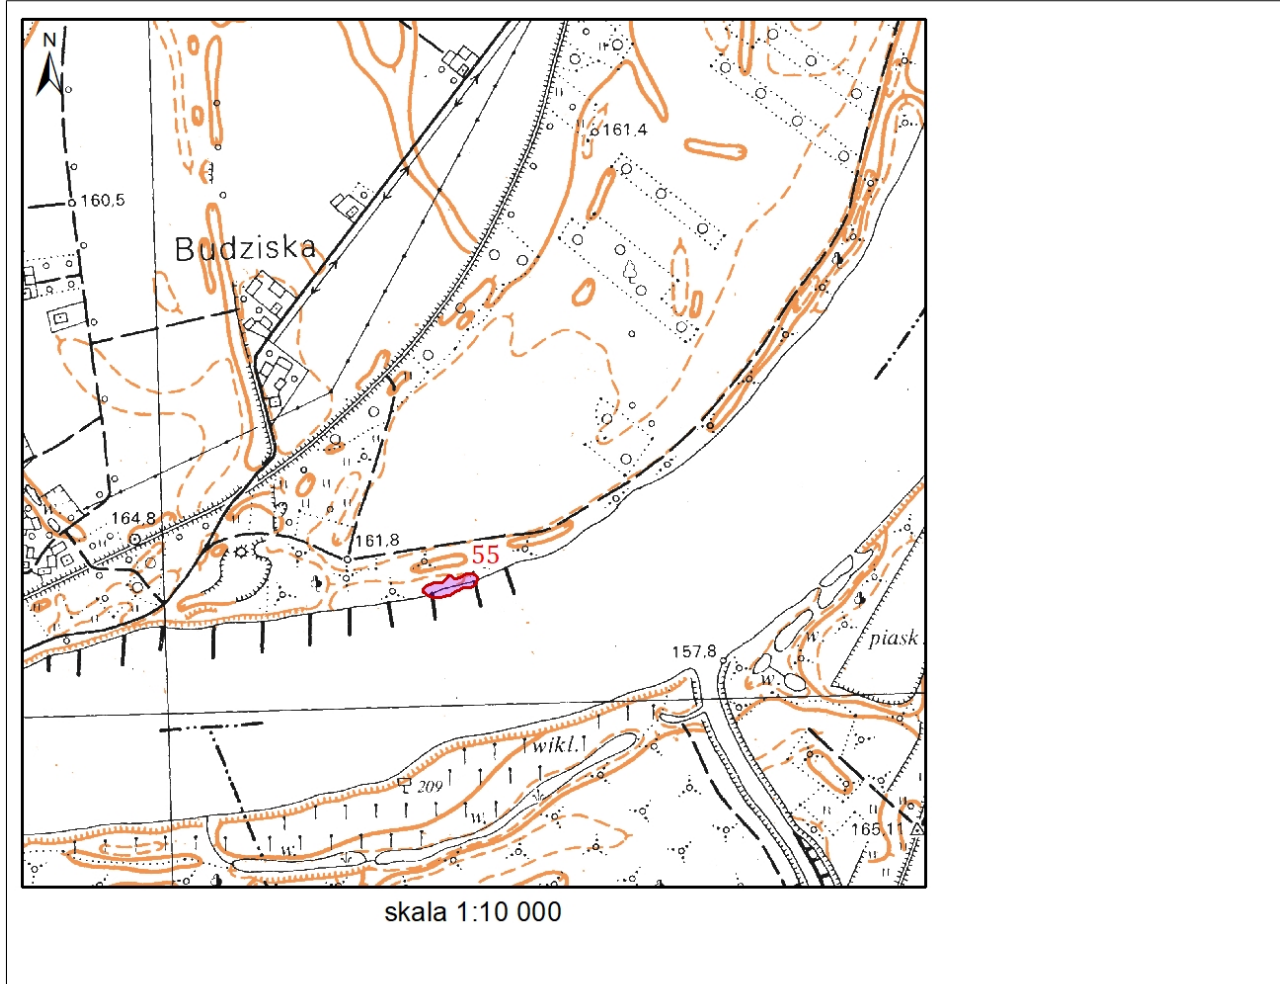 N
161,4
160,5
Budziska
w.
164,8
161,8
55
157,8
w.
piask.
w.
wikl.
209
w.
w.
165,11
skala 1:10 000